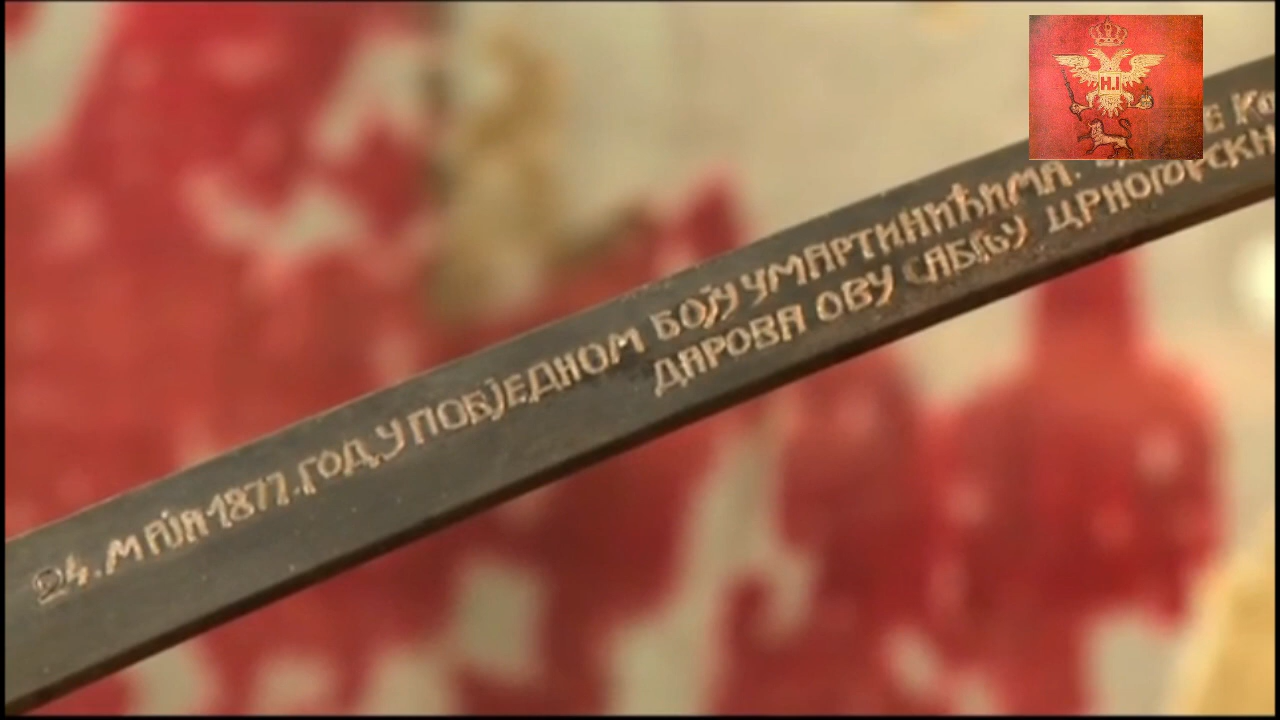 24. МАЈА 1877. ГОД. У ПОБЈЕДНОМ БОЈУ У МАРТИНИЋИМА.
ДАРОВА ОВУ САБЉУ ЦРНОГОРСКИ
Н.I